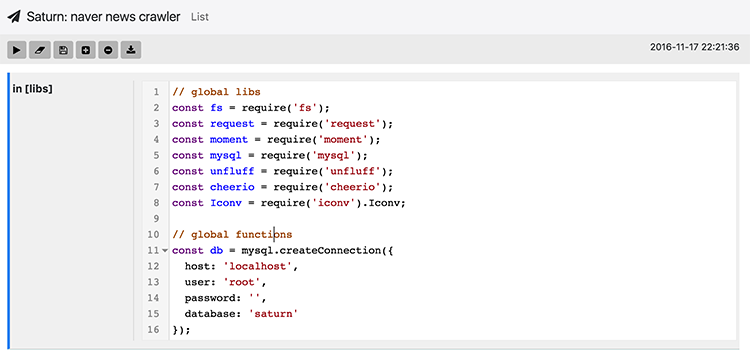 Saturn: naver news crawler List
2016-11-17 22:21:36
in [libs]
1 // global libs
2 const fs = require('fs');
3 const request = require('request');
4 const moment = require('moment');
5 const mysql = require('mysql');
6 const unfluff = require('unfluff');
7 const cheerio = require('cheerio');
8 const Iconv = require('iconv').Iconv;
9
10 // global functions
11 const db = mysql.createConnection({
12   host: 'localhost',
13   user: 'root',
14   password: '',
15   database: 'saturn'
16 });